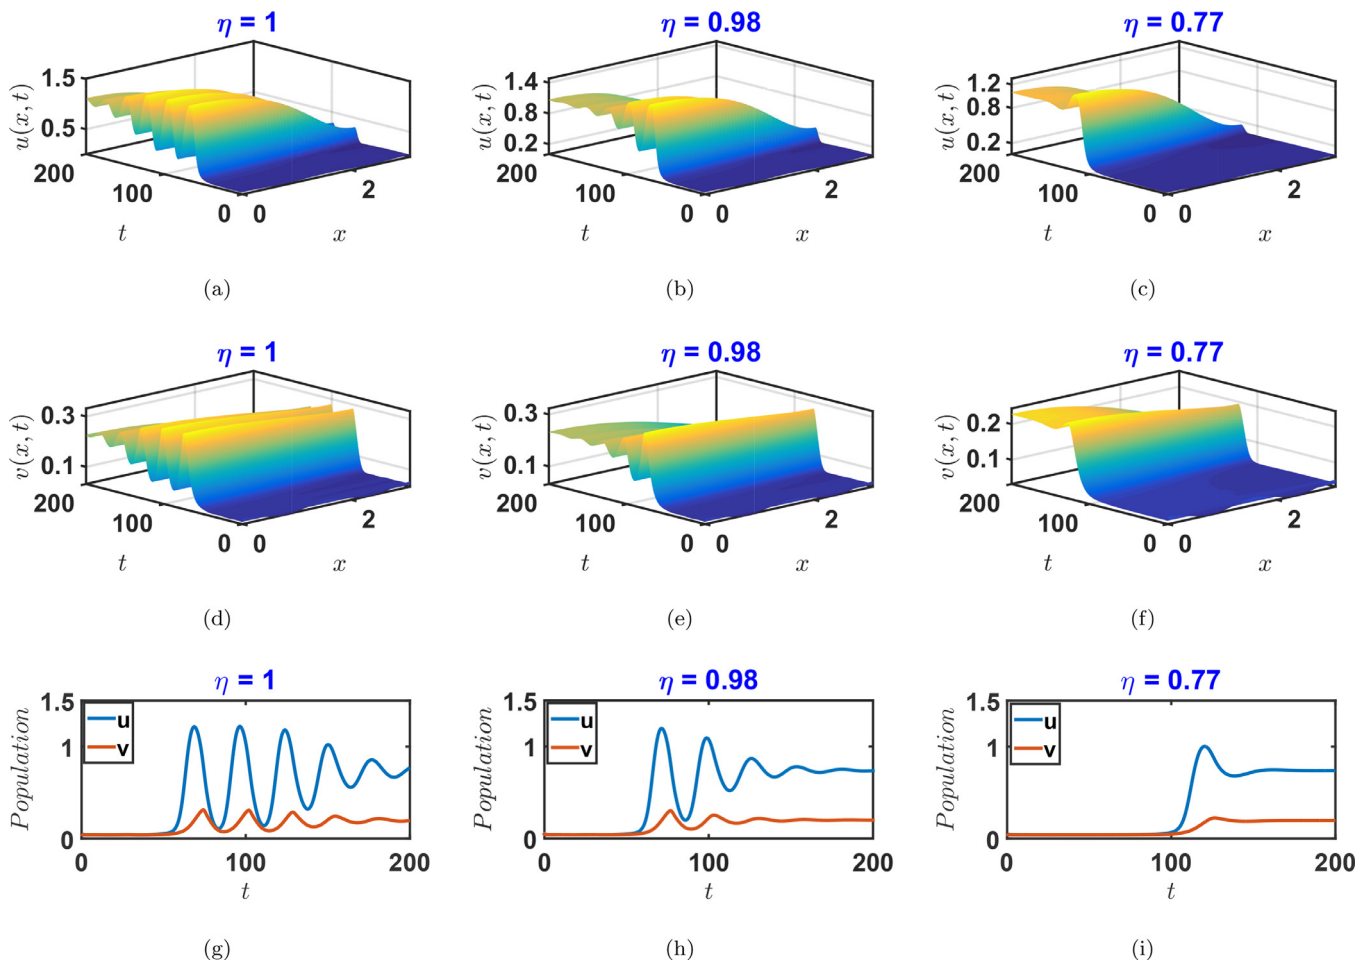 η = 1
η = 0.98
η = 0.77
u(x, t)
1.5
0.5
200
100
0
0
2
t
x
u(x, t)
1.4
0.8
0.2
200
100
0
0
2
t
x
u(x, t)
1.2
0.8
0.2
200
100
0
0
2
t
x
(a)
(b)
(c)
η = 1
η = 0.98
η = 0.77
v(x, t)
0.3
0.1
200
100
0
0
2
t
x
v(x, t)
0.3
0.1
200
100
0
0
2
t
x
v(x, t)
0.2
0.1
200
100
0
0
2
t
x
(d)
(e)
(f)
η = 1
η = 0.98
η = 0.77
Population
1.5
1
0
u
v
0
100
200
t
Population
1.5
1
0
u
v
0
100
200
t
Population
1.5
1
0
u
v
0
100
200
t
(g)
(h)
(i)